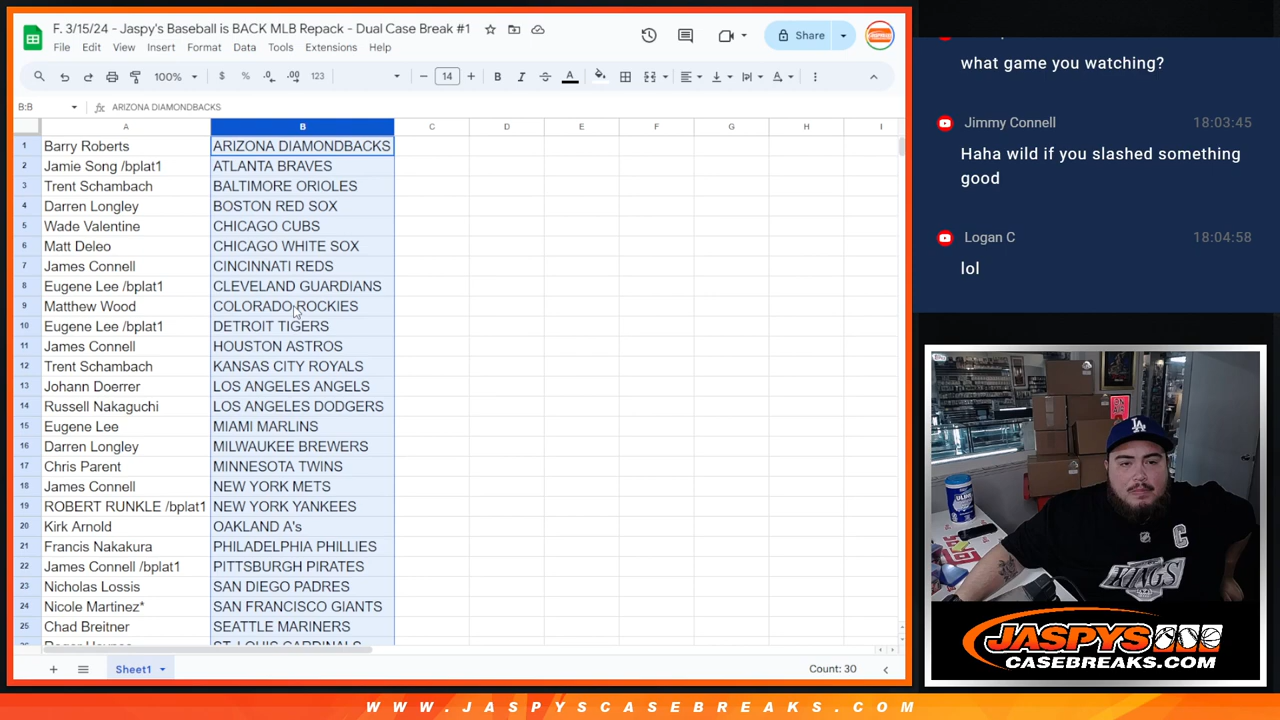 F. 3/15/24 - Jaspy's Baseball is BACK MLB Repack - Dual Case Break #1
File Edit View Insert Format Data Tools Extensions Help
Share
100% $ % .0 .00 123 14
B:B ARIZONA DIAMONDBACKS
A B C D E F G H I
1 Barry Roberts ARIZONA DIAMONDBACKS
2 Jamie Song /bplat1 ATLANTA BRAVES
3 Trent Schambach BALTIMORE ORIOLES
4 Darren Longley BOSTON RED SOX
5 Wade Valentine CHICAGO CUBS
6 Matt Deleo CHICAGO WHITE SOX
7 James Connell CINCINNATI REDS
8 Eugene Lee /bplat1 CLEVELAND GUARDIANS
9 Matthew Wood COLORADO ROCKIES
10 Eugene Lee /bplat1 DETROIT TIGERS
11 James Connell HOUSTON ASTROS
12 Trent Schambach KANSAS CITY ROYALS
13 Johann Doerrer LOS ANGELES ANGELS
14 Russell Nakaguchi LOS ANGELES DODGERS
15 Eugene Lee MIAMI MARLINS
16 Darren Longley MILWAUKEE BREWERS
17 Chris Parent MINNESOTA TWINS
18 James Connell NEW YORK METS
19 ROBERT RUNKLE /bplat1 NEW YORK YANKEES
20 Kirk Arnold OAKLAND A's
21 Francis Nakakura PHILADELPHIA PHILLIES
22 James Connell /bplat1 PITTSBURGH PIRATES
23 Nicholas Lossis SAN DIEGO PADRES
24 Nicole Martinez* SAN FRANCISCO GIANTS
25 Chad Breitner SEATTLE MARINERS
ST. LOUIS CARDINALS
Sheet1
Count: 30
what game you watching?
Jimmy Connell 18:03:45
Haha wild if you slashed something
good
Logan C 18:04:58
lol
ON AIR
LA
C
KINGS
JASPYS
CASEBREAKS.COM
WWW.JASPYSCASEBREAKS.COM